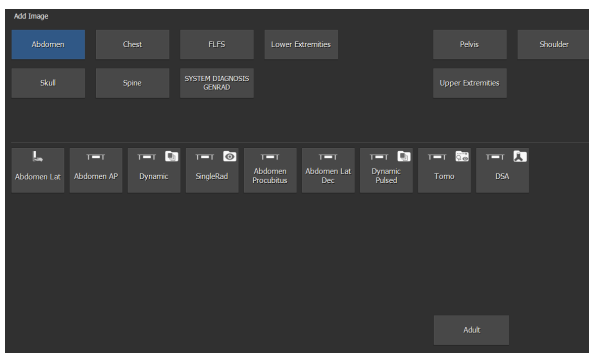 Add Image
Abdomen
Chest
FLFS
Lower Extremities
Pelvis
Shoulder
Skull
Spine
SYSTEM DIAGNOSIS
GENRAD
Upper Extremities
Abdomen Lat
Abdomen AP
Dynamic
SingleRad
Abdomen
Procubitus
Abdomen Lat
Dec
Dynamic
Pulsed
Tomo
DSA
Adult